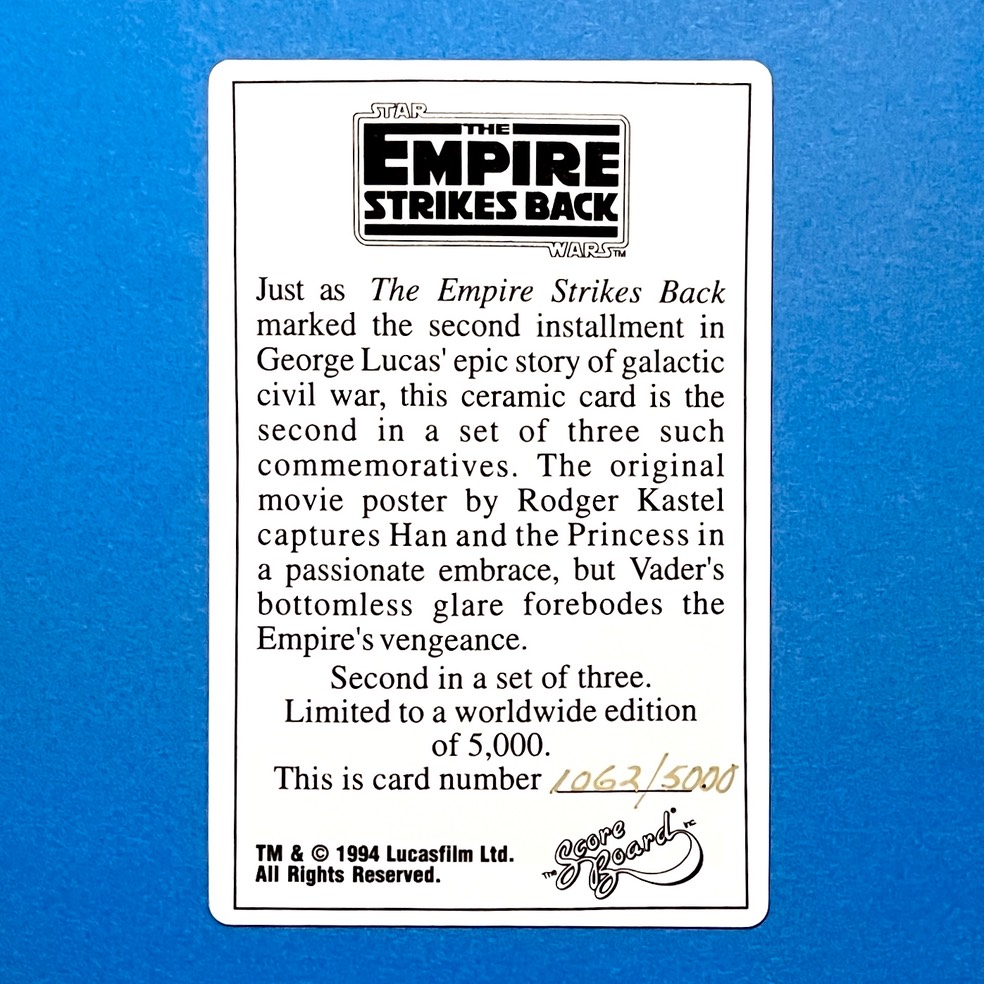 STAR
THE
EMPIRE
STRIKES BACK
WARS™
Just as The Empire Strikes Back
marked the second installment in
George Lucas' epic story of galactic
civil war, this ceramic card is the
second in a set of three such
commemoratives. The original
movie poster by Rodger Kastel
captures Han and the Princess in
a passionate embrace, but Vader's
bottomless glare forebodes the
Empire's vengeance.
Second in a set of three.
Limited to a worldwide edition
of 5,000.
This is card number 1062/5000
TM & © 1994 Lucasfilm Ltd.
All Rights Reserved.
The Score Board® Inc